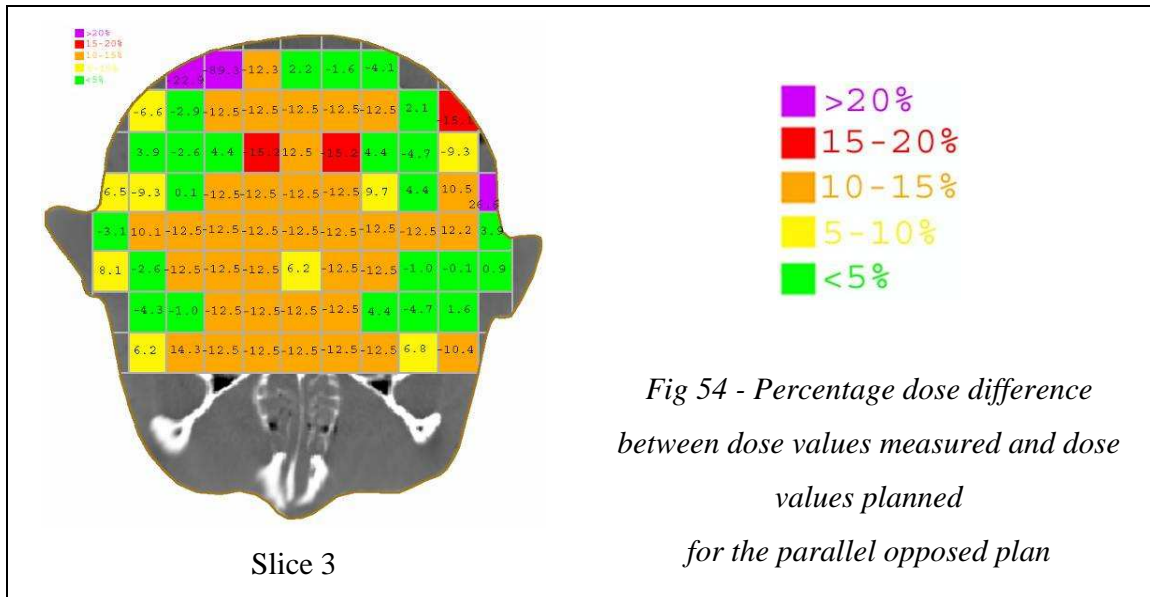 >20%
15-20%
10-15%
5-10%
<5%
-22.9 -89.3 -12.3 2.2 -1.6 -4.1
-6.6 -2.9 -12.5 -12.5 -12.5 -12.5 -12.5 2.1 -15.1
3.9 -2.6 4.4 -15.2 12.5 -15.2 4.4 -4.7 -9.3
6.5 -9.3 0.1 -12.5 -12.5 -12.5 -12.5 9.7 4.4 10.5
-3.1 10.1 -12.5 -12.5 -12.5 -12.5 -12.5 -12.5 -12.5 12.2 3.9
8.1 -2.6 -12.5 -12.5 -12.5 6.2 -12.5 -12.5 -1.0 -0.1 0.9
-4.3 -1.0 -12.5 -12.5 -12.5 -12.5 4.4 -4.7 1.6
6.2 14.3 -12.5 -12.5 -12.5 -12.5 -12.5 6.8 -10.4
Slice 3
>20%
15-20%
10-15%
5-10%
<5%
Fig 54 - Percentage dose difference
between dose values measured and dose
values planned
for the parallel opposed plan